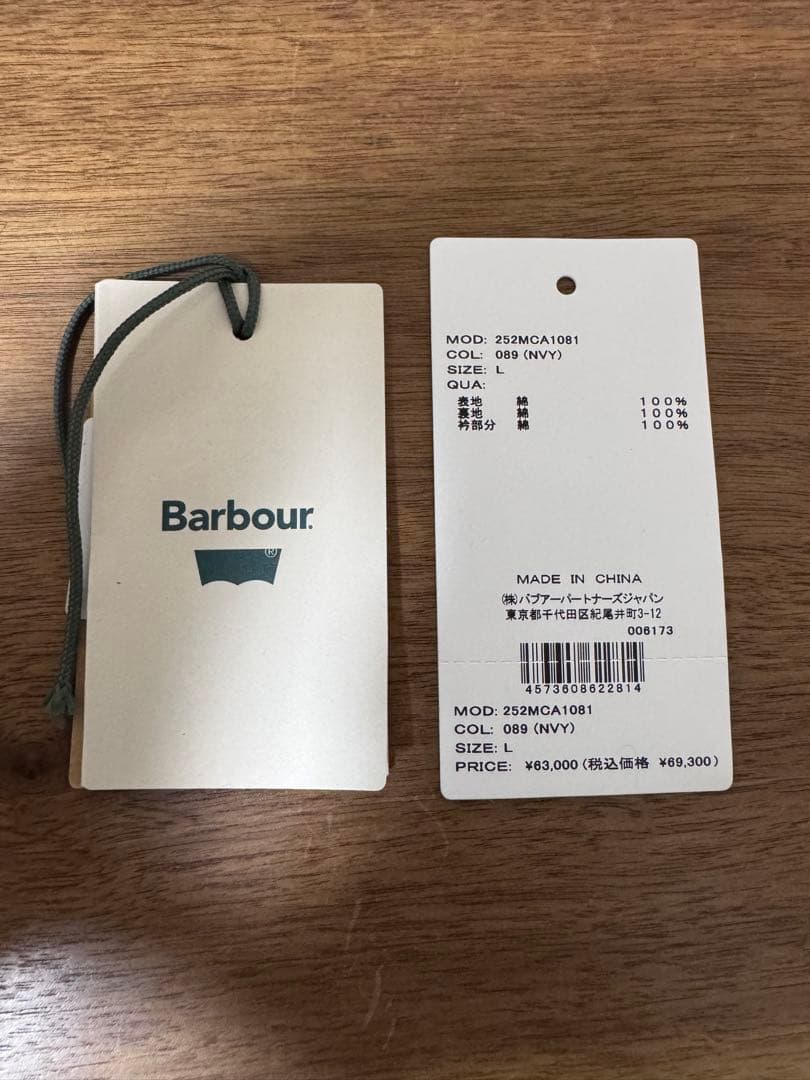 Barbour.
®
MOD: 252MCA1081
COL: 089 (NVY)
SIZE: L
QUA:
表地 綿 100%
裏地 綿 100%
衿部分 綿 100%
MADE IN CHINA
(株)バブアーパートナーズジャパン
東京都千代田区紀尾井町3-12
006173
4573608622814
MOD: 252MCA1081
COL: 089 (NVY)
SIZE: L
PRICE: ¥63,000(税込価格 ¥69,300)